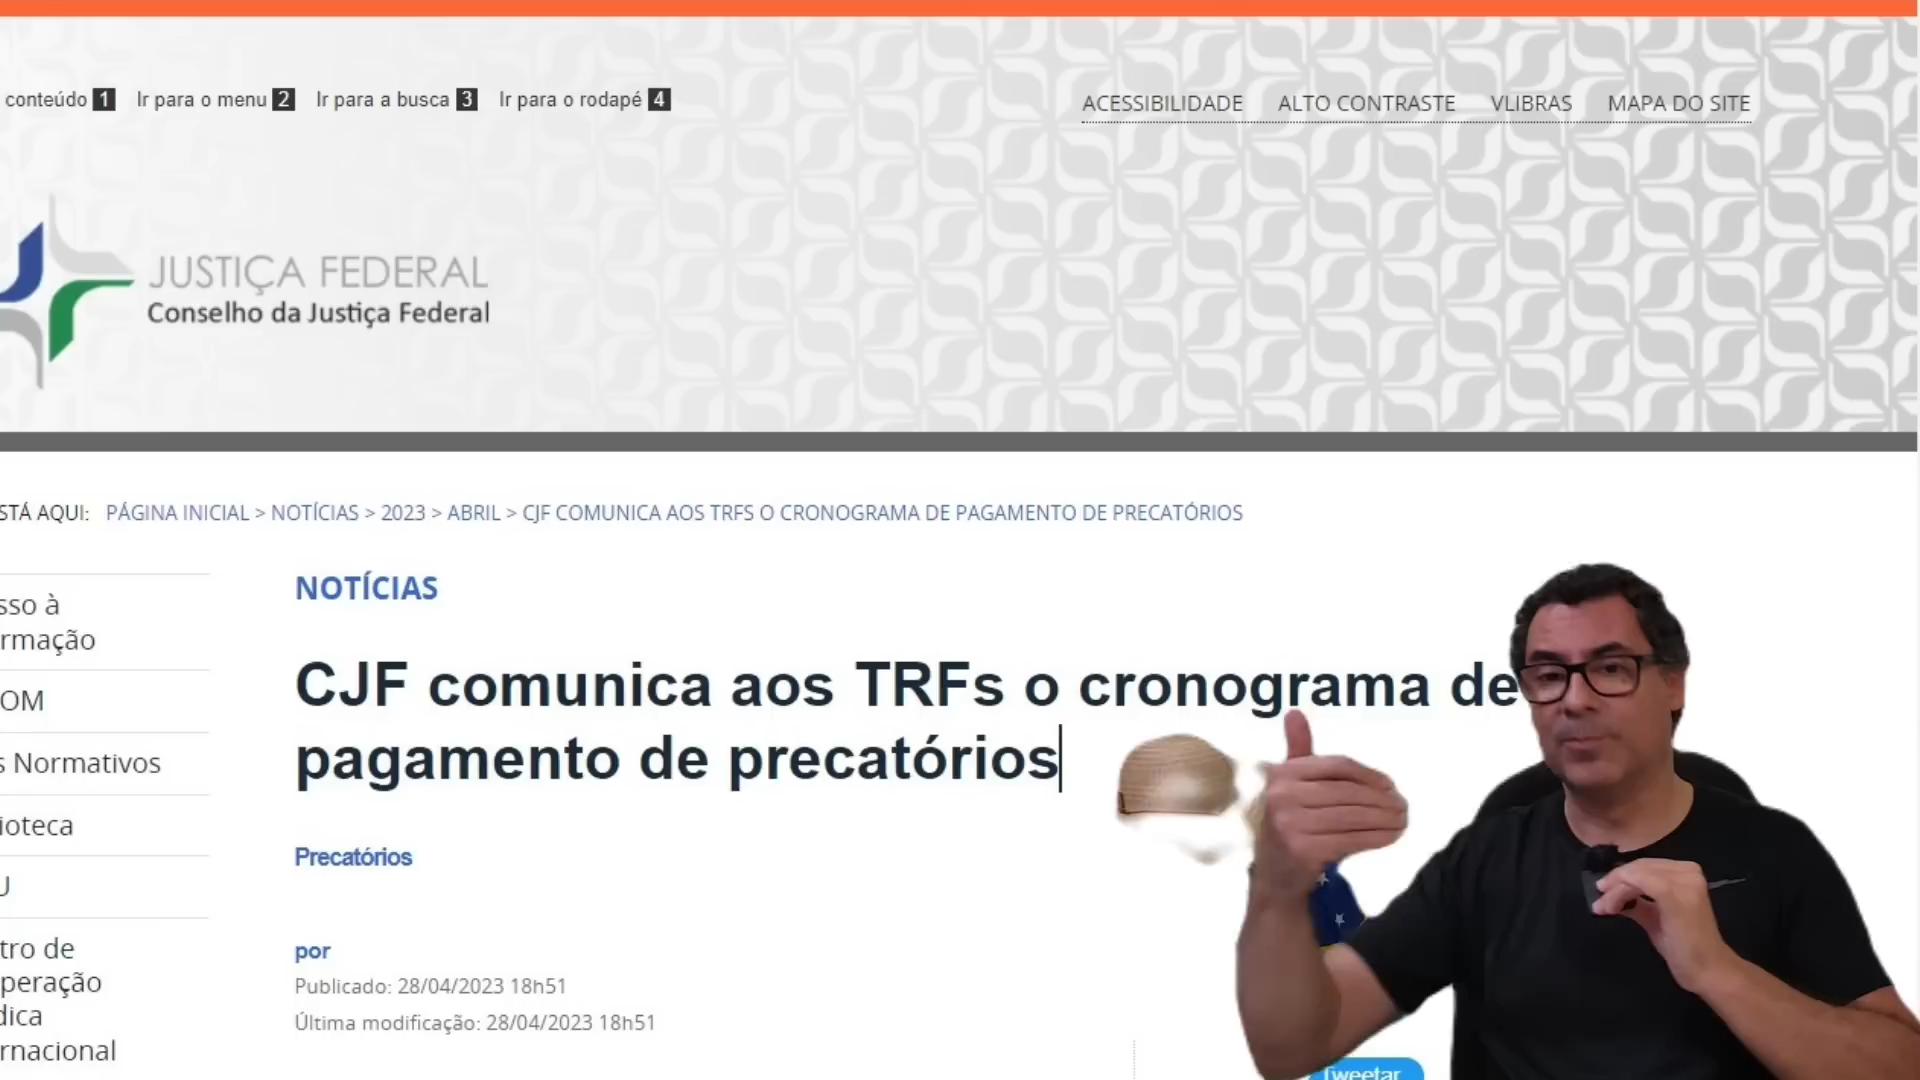 conteúdo 1 Ir para o menu 2 Ir para a busca 3 Ir para o rodapé 4
ACESSIBILIDADE ALTO CONTRASTE VLIBRAS MAPA DO SITE
JUSTIÇA FEDERAL
Conselho da Justiça Federal
STÁ AQUI: PÁGINA INICIAL > NOTÍCIAS > 2023 > ABRIL > CJF COMUNICA AOS TRFS O CRONOGRAMA DE PAGAMENTO DE PRECATÓRIOS
sso à
rmação
OM
s Normativos
ioteca
U
tro de
peração
dica
rnacional
NOTÍCIAS
CJF comunica aos TRFs o cronograma de
pagamento de precatórios
Precatórios
por
Publicado: 28/04/2023 18h51
Última modificação: 28/04/2023 18h51
Tweetar